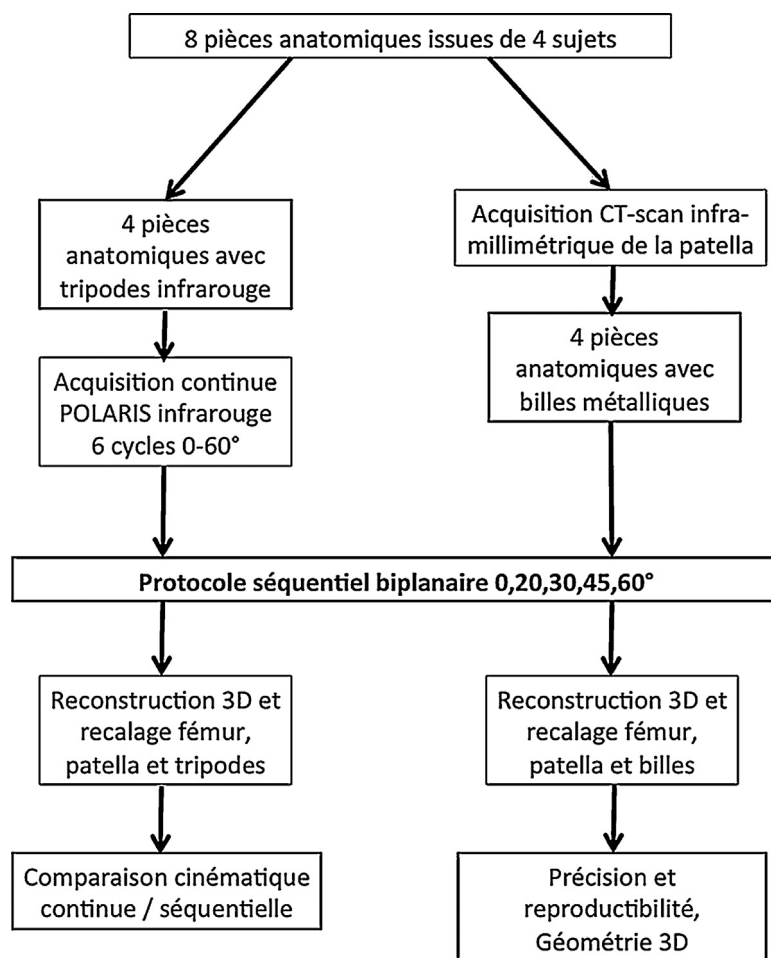 8 pièces anatomiques issues de 4 sujets
4 pièces
anatomiques avec
tripodes infrarouge
Acquisition CT-scan infra-
millimétrique de la patella
Acquisition continue
POLARIS infrarouge
6 cycles 0-60°
4 pièces
anatomiques avec
billes métalliques
Protocole séquentiel biplanaire 0,20,30,45,60°
Reconstruction 3D et
recalage fémur,
patella et tripodes
Reconstruction 3D et
recalage fémur,
patella et billes
Comparaison cinématique
continue / séquentielle
Précision et
reproductibilité,
Géométrie 3D